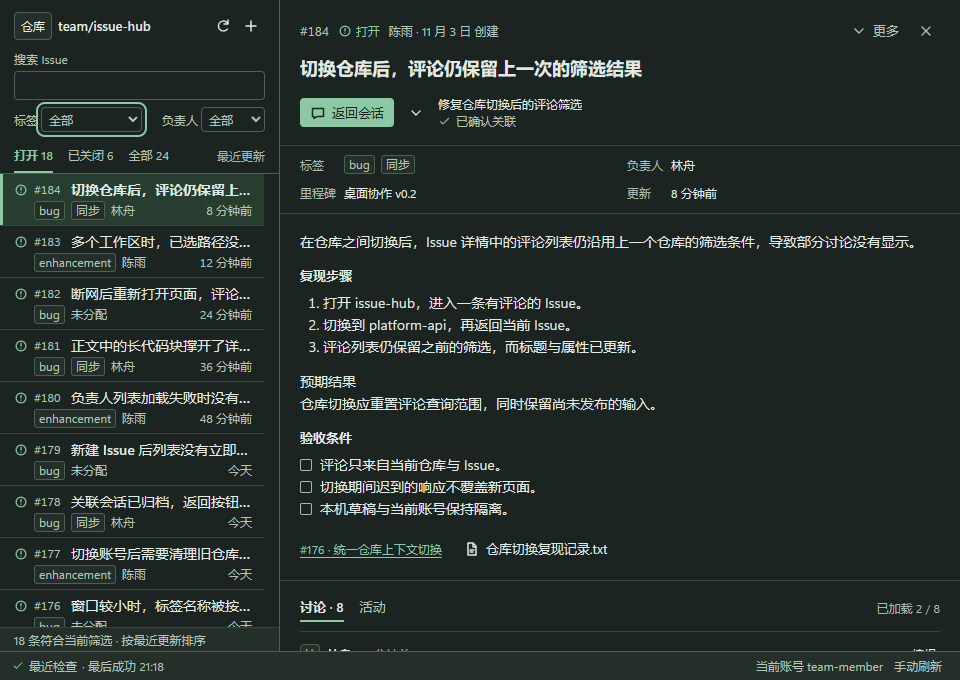 仓库 team/issue-hub
搜索 Issue
标签 全部 负责人 全部
打开 18 已关闭 6 全部 24 最近更新
#184 切换仓库后，评论仍保留上...
bug 同步 林舟 8 分钟前
#183 多个工作区时，已选路径没...
enhancement 陈雨 12 分钟前
#182 断网后重新打开页面，评论...
bug 未分配 24 分钟前
#181 正文中的长代码块撑开了详...
bug 同步 林舟 36 分钟前
#180 负责人列表加载失败时没有...
enhancement 陈雨 48 分钟前
#179 新建 Issue 后列表没有立即...
bug 未分配 今天
#178 关联会话已归档，返回按钮...
bug 同步 林舟 今天
#177 切换账号后需要清理旧仓库...
enhancement 陈雨 今天
#176 窗口较小时，标签名称被按...
bug 未分配 今天
18 条符合当前筛选 · 按最近更新排序
#184 打开 陈雨 · 11 月 3 日 创建 更多
切换仓库后，评论仍保留上一次的筛选结果
返回会话 修复仓库切换后的评论筛选
已确认关联
标签 bug 同步 负责人 林舟
里程碑 桌面协作 v0.2 更新 8 分钟前
在仓库之间切换后，Issue 详情中的评论列表仍沿用上一个仓库的筛选条件，导致部分讨论没有显示。
复现步骤
1. 打开 issue-hub，进入一条有评论的 Issue。
2. 切换到 platform-api，再返回当前 Issue。
3. 评论列表仍保留之前的筛选，而标题与属性已更新。
预期结果
仓库切换应重置评论查询范围，同时保留尚未发布的输入。
验收条件
评论只来自当前仓库与 Issue。
切换期间迟到的响应不覆盖新页面。
本机草稿与当前账号保持隔离。
#176 · 统一仓库上下文切换 仓库切换复现记录.txt
讨论 · 8 活动 已加载 2 / 8
最近检查 · 最后成功 21:18 当前账号 team-member 手动刷新